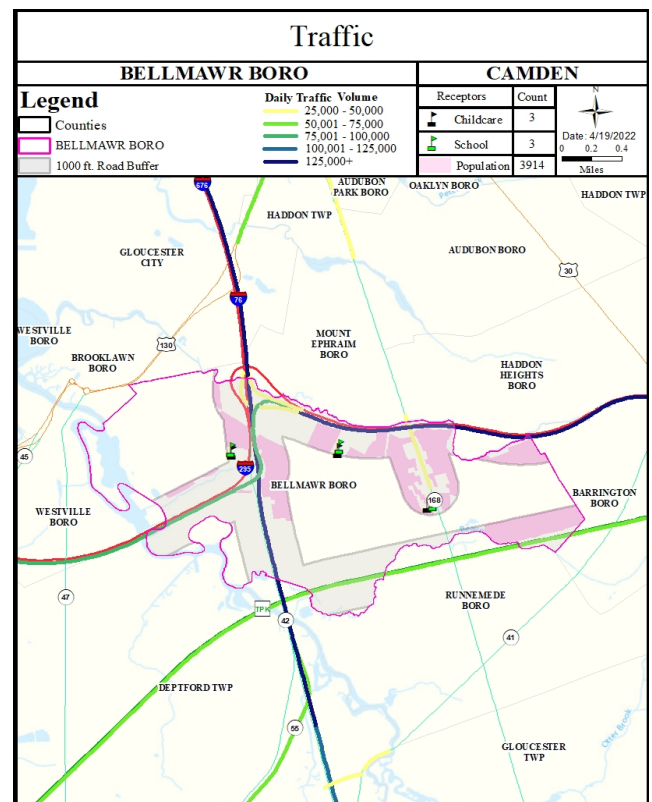 Traffic
BELLMAWR BORO
CAMDEN
Legend
Counties
BELLMAWR BORO
1000 ft. Road Buffer
Daily Traffic Volume
25,000 - 50,000
50,001 - 75,000
75,001 - 100,000
100,001 - 125,000
125,000+
Receptors Count
Childcare 3
School 3
Population 3914
N
Date: 4/19/2022
0 0.2 0.4
Miles
676
AUDUBON
PARK BORO
OAKLYN BORO
HADDON TWP
HADDON TWP
GLOUCESTER
CITY
AUDUBON BORO
30
76
WESTVILLE
BORO
130
BROOKLAWN
BORO
MOUNT
EPHRAIM
BORO
HADDON
HEIGHTS
BORO
45
295
BELLMAWR BORO
168
BARRINGTON
BORO
WESTVILLE
BORO
47
RUNNEMEDE
BORO
TPK
42
41
DEPTFORD TWP
55
GLOUCESTER
TWP
Otter Brook